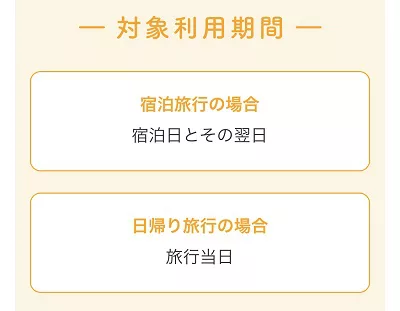 ― 対象利用期間 ―
宿泊旅行の場合
宿泊日とその翌日
日帰り旅行の場合
旅行当日